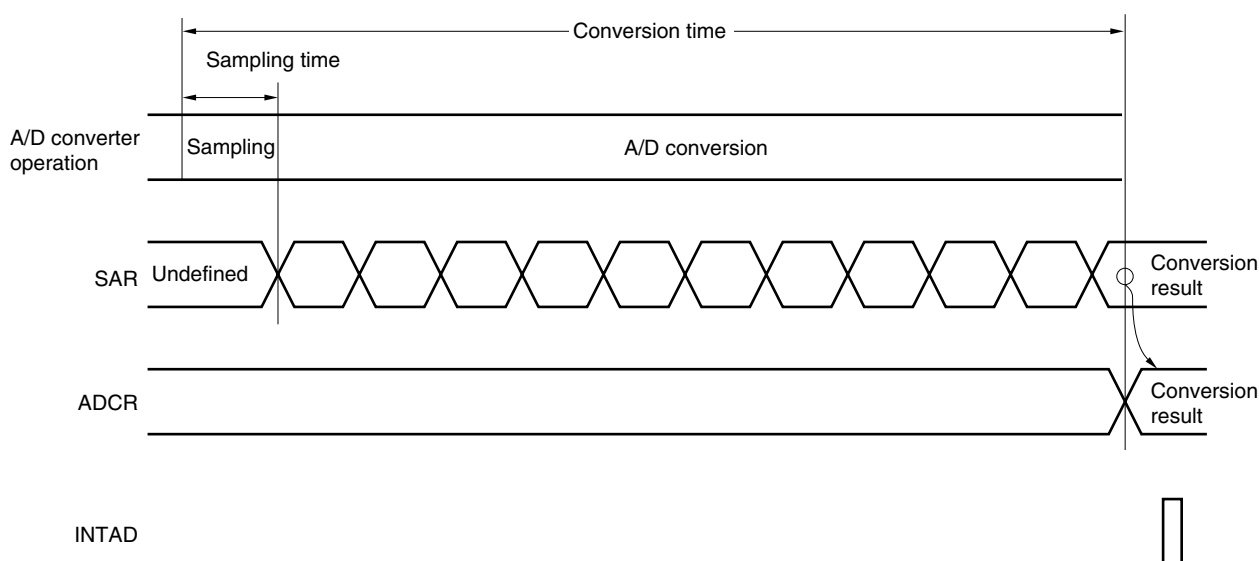 Conversion time
Sampling time
A/D converter
operation
Sampling
A/D conversion
SAR
Undefined
Conversion
result
ADCR
Conversion
result
INTAD